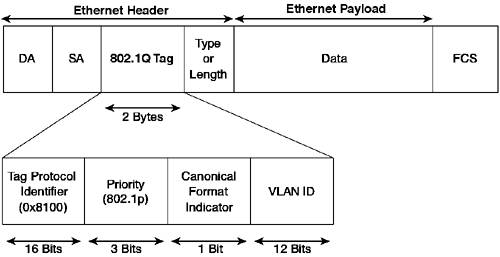 Ethernet Header
Ethernet Payload
DA
SA
802.1Q Tag
Type
or
Length
Data
FCS
2 Bytes
Tag Protocol
Identifier
(0x8100)
Priority
(802.1p)
Canonical
Format
Indicator
VLAN ID
16 Bits
3 Bits
1 Bit
12 Bits